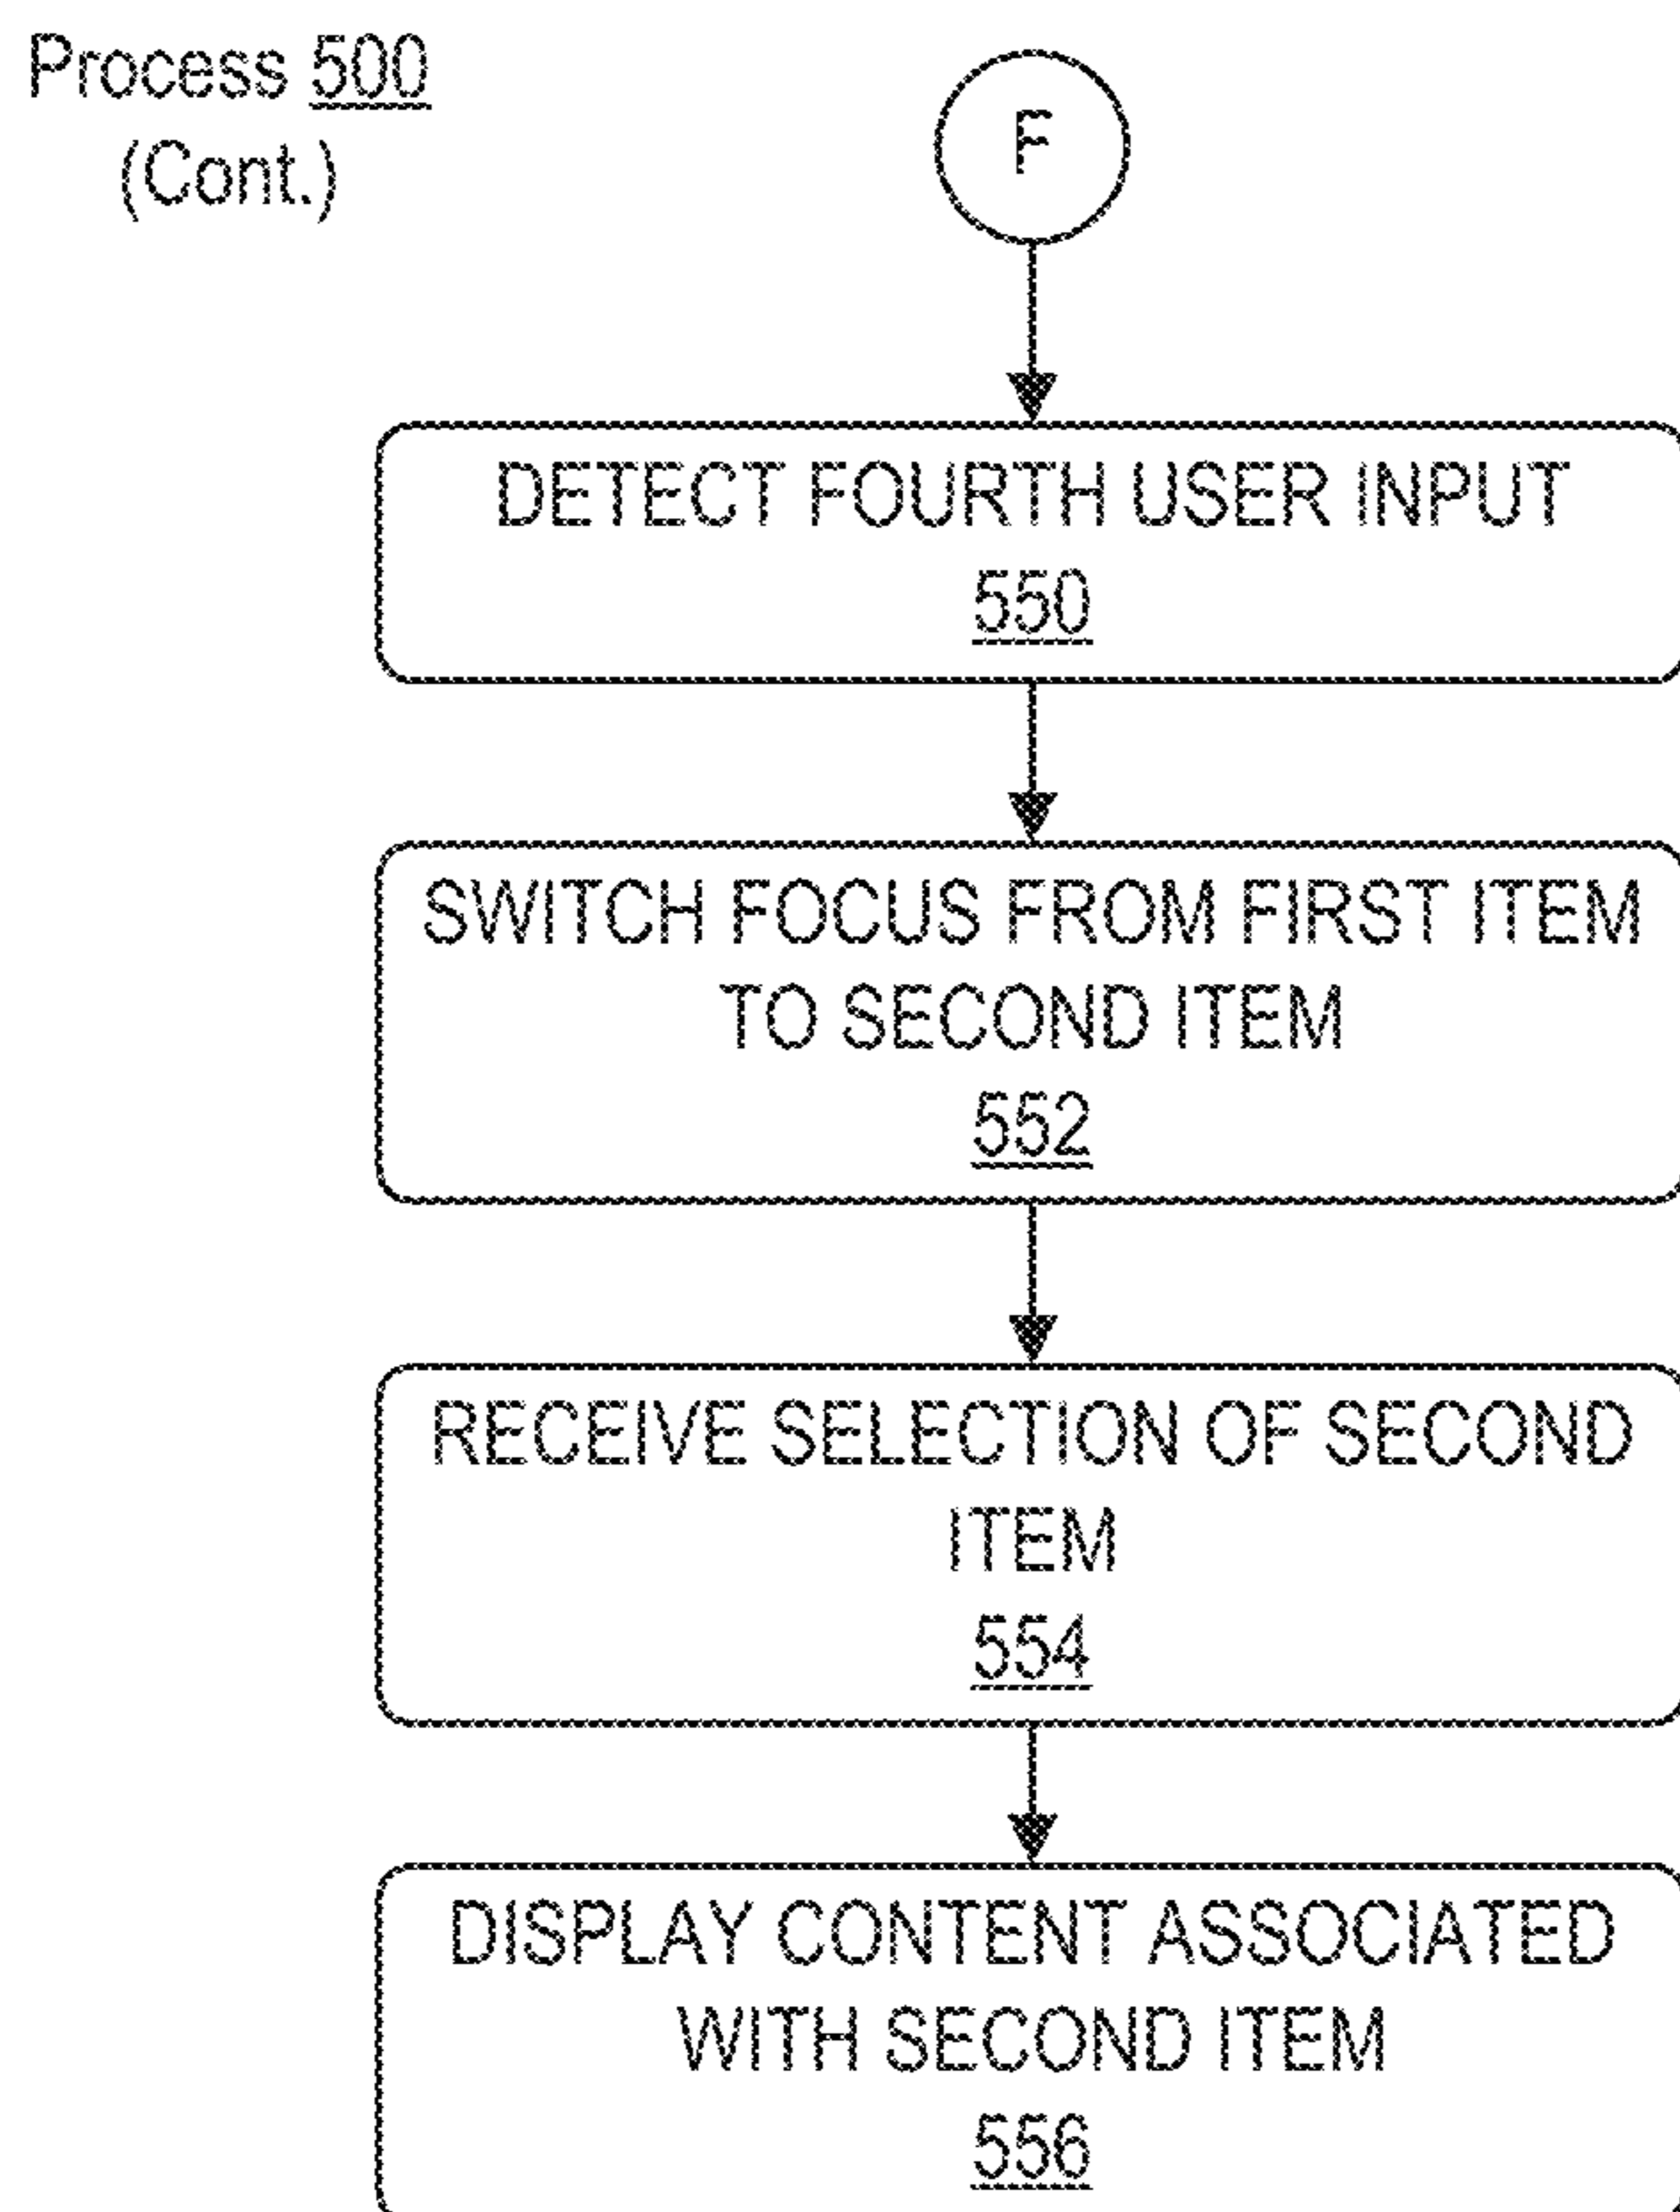 Process 500
(Cont.)
F
DETECT FOURTH USER INPUT
550
SWITCH FOCUS FROM FIRST ITEM
TO SECOND ITEM
552
RECEIVE SELECTION OF SECOND
ITEM
554
DISPLAY CONTENT ASSOCIATED
WITH SECOND ITEM
556